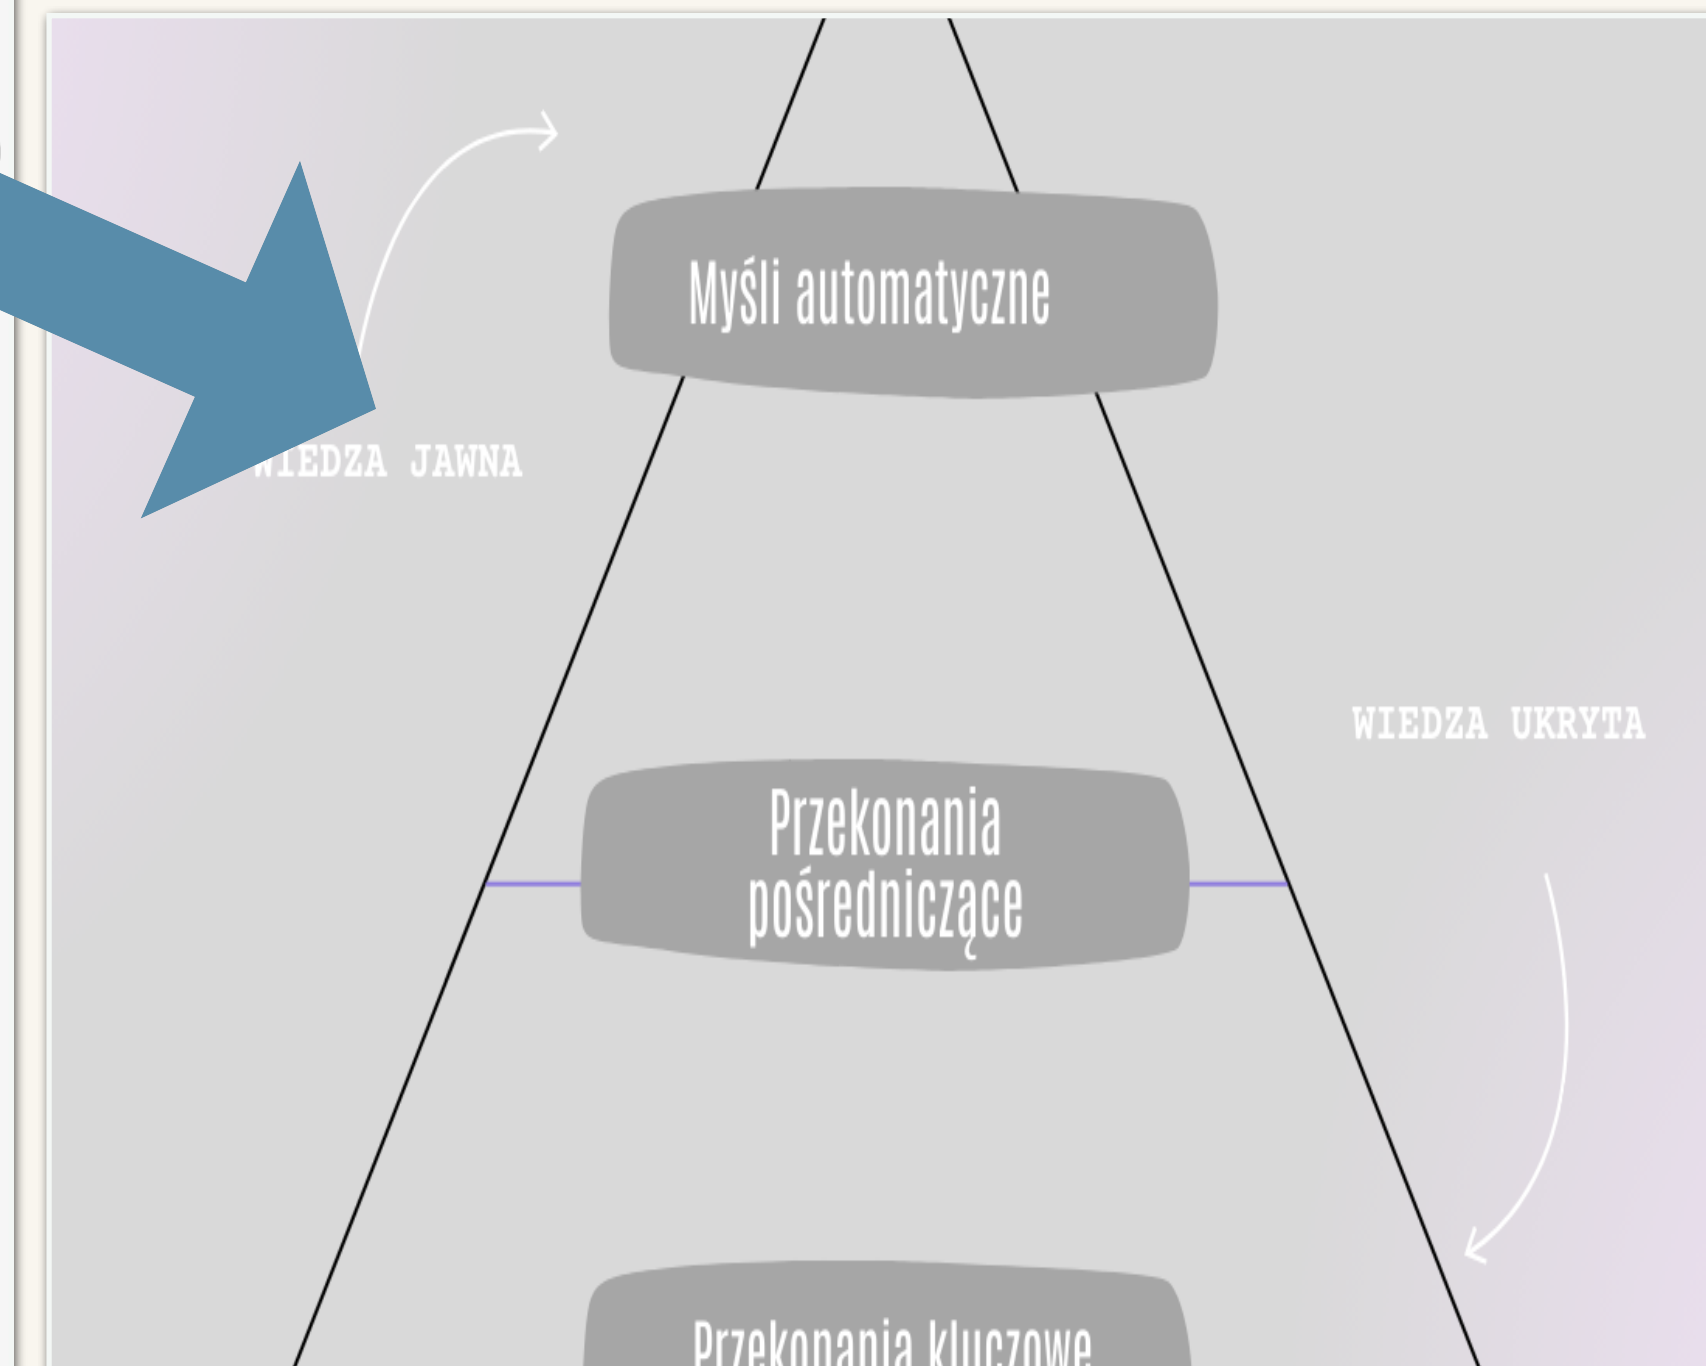 Myśli automatyczne
WIEDZA JAWNA
WIEDZA UKRYTA
Przekonania
pośredniczące
Przekonania kluczowe